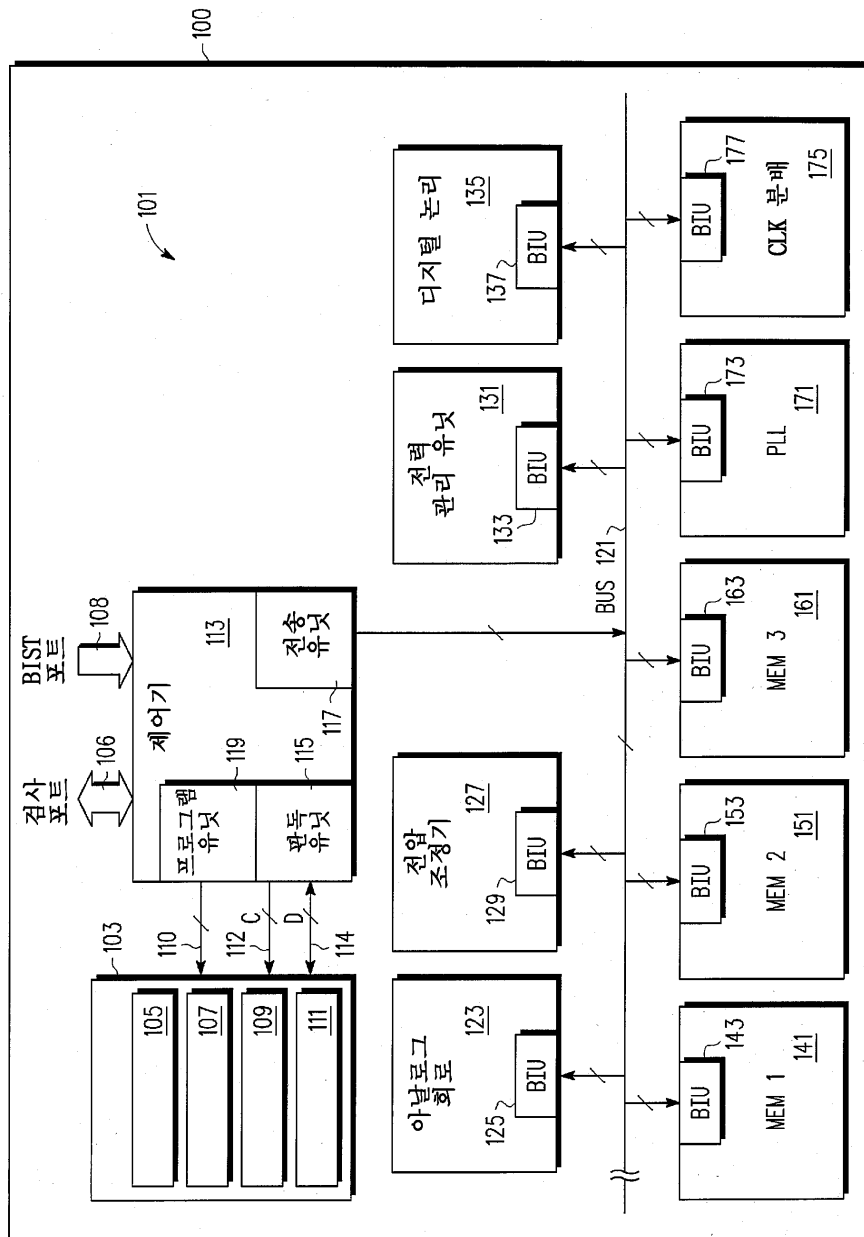 100
101
BIST
포트
108
검사
포트
106
제어기
113
프로그램
유닛
119
판독
유닛
115
전송
유닛
117
103
105
107
109
111
110
C
112
D
114
아날로그
회로
123
BIU
125
전압
조정기
127
BIU
129
전력
관리 유닛
131
BIU
133
디지털 논리
135
BIU
137
BUS 121
BIU
143
MEM 1
141
BIU
153
MEM 2
151
BIU
163
MEM 3
161
BIU
173
PLL
171
BIU
177
CLK 분배
175